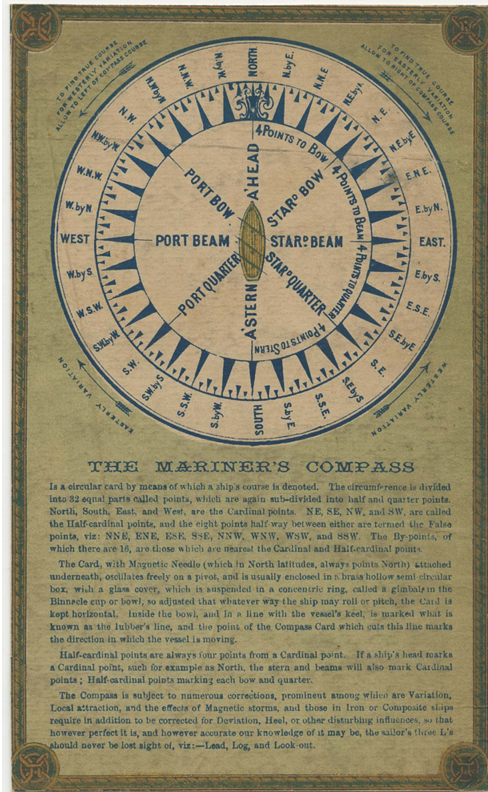 TO FIND TRUE COURSE
FOR WESTERLY VARIATION
ALLOW TO LEFT OF COMPASS COURSE
TO FIND TRUE COURSE
FOR EASTERLY VARIATION
ALLOW TO RIGHT OF COMPASS COURSE
NORTH
N.by E.
N.N.E
N.E.by N.
N.E.
N.E.by E
E.N.E.
E.by N.
EAST.
E.by S.
E.S.E.
S.E.by E
S.E.
S.E.by S
S.S.E.
S.by E.
SOUTH
S.by W.
S.S.W.
S.W.by S
S.W.
S.W.by W.
W.S.W.
W.by S
WEST
W.by N
W.N.W.
N.W.by W.
N.W.
N.W.by N.
N.N.W.
N.by W
4 POINTS TO BOW
4 POINTS TO BEAM
4 POINTS TO QUARTER
4 POINTS TO STERN
AHEAD
PORT BOW
STARD BOW
PORT BEAM
STARD BEAM
PORT QUARTER
STARD QUARTER
ASTERN
EASTERLY VARIATION
WESTERLY VARIATION
THE MARINER'S COMPASS
Is a circular card by means of which a ship's course is denoted. The circumference is divided
into 32 equal parts called points, which are again sub-divided into half and quarter points.
North, South, East, and West, are the Cardinal points. NE, SE, NW, and SW, are called
the Half-cardinal points, and the eight points half-way between either are termed the False
points, viz: NNE, ENE, ESE, SSE, NNW, WNW, WSW, and SSW. The By-points, of
which there are 16, are those which are nearest the Cardinal and Half-cardinal points.
The Card, with Magnetic Needle (which in North latitudes, always points North) attached
underneath, oscillates freely on a pivot, and is usually enclosed in a brass hollow semi-circular
box, with a glass cover, which is suspended in a concentric ring, called a gimbal, in the
Binnacle cup or bowl, so adjusted that whatever way the ship may roll or pitch, the Card is
kept horizontal. Inside the bowl, and in a line with the vessel's keel, is marked what is
known as the lubber's line, and the point of the Compass Card which cuts this line marks
the direction in which the vessel is moving.
Half-cardinal points are always four points from a Cardinal point. If a ship's head marks
a Cardinal point, such for example as North, the stern and beams will also mark Cardinal
points; Half-cardinal points marking each bow and quarter.
The Compass is subject to numerous corrections, prominent among which are Variation,
Local attraction, and the effects of Magnetic storms, and those in Iron or Composite ships
require in addition to be corrected for Deviation, Heel, or other disturbing influences, so that
however perfect it is, and however accurate our knowledge of it may be, the sailor's three L's
should never be lost sight of, viz:—Lead, Log, and Look-out.